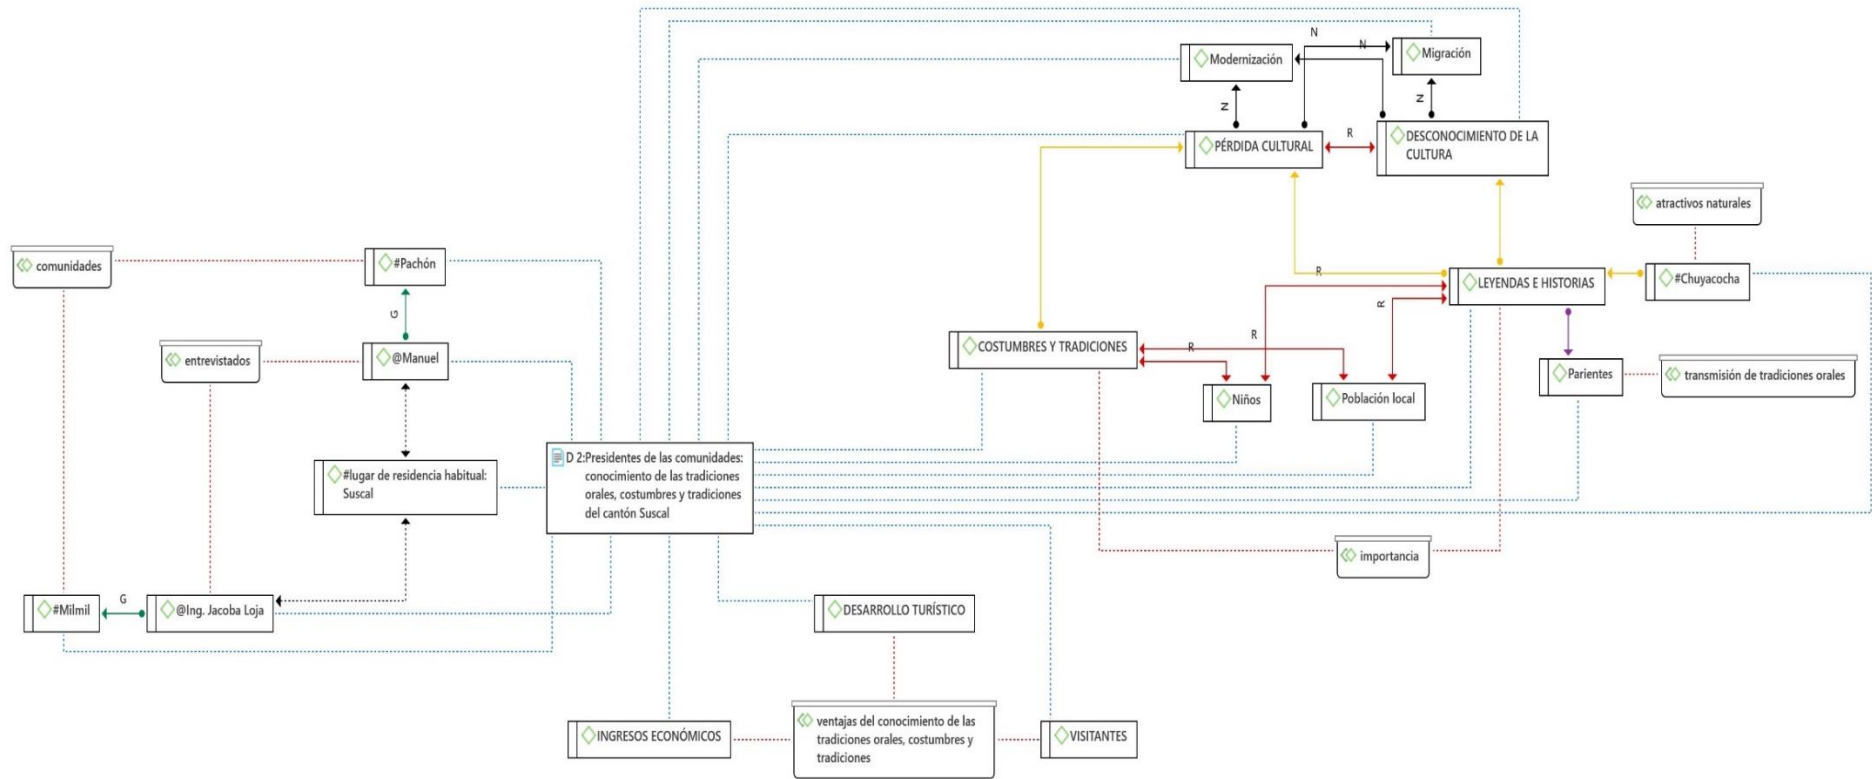 N
Modernización
N
Migración
N
N
PÉRDIDA CULTURAL
R
DESCONOCIMIENTO DE LA
CULTURA
atractivos naturales
comunidades
#Pachón
R
LEYENDAS E HISTORIAS
#Chuyacocha
G
R
R
entrevistados
@Manuel
COSTUMBRES Y TRADICIONES
R
Niños
Población local
Parientes
transmisión de tradiciones orales
#lugar de residencia habitual:
Suscal
D 2:Presidentes de las comunidades:
conocimiento de las tradiciones
orales, costumbres y tradiciones
del cantón Suscal
importancia
#Milmil
G
@Ing. Jacoba Loja
DESARROLLO TURÍSTICO
INGRESOS ECONÓMICOS
ventajas del conocimiento de las
tradiciones orales, costumbres y
tradiciones
VISITANTES